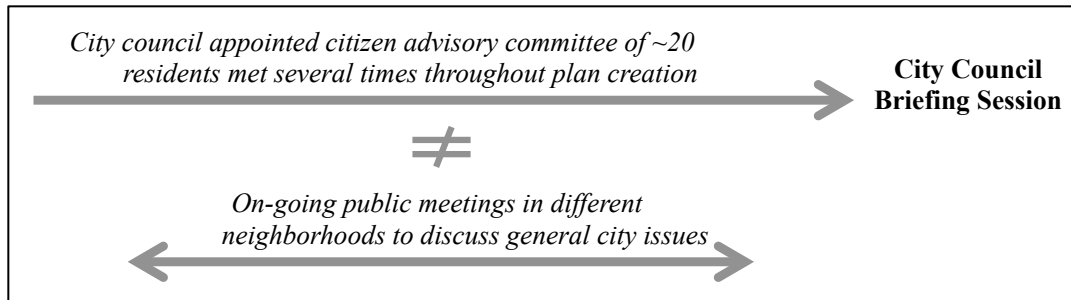 City council appointed citizen advisory committee of ~20
residents met several times throughout plan creation
City Council
Briefing Session
≠
On-going public meetings in different
neighborhoods to discuss general city issues